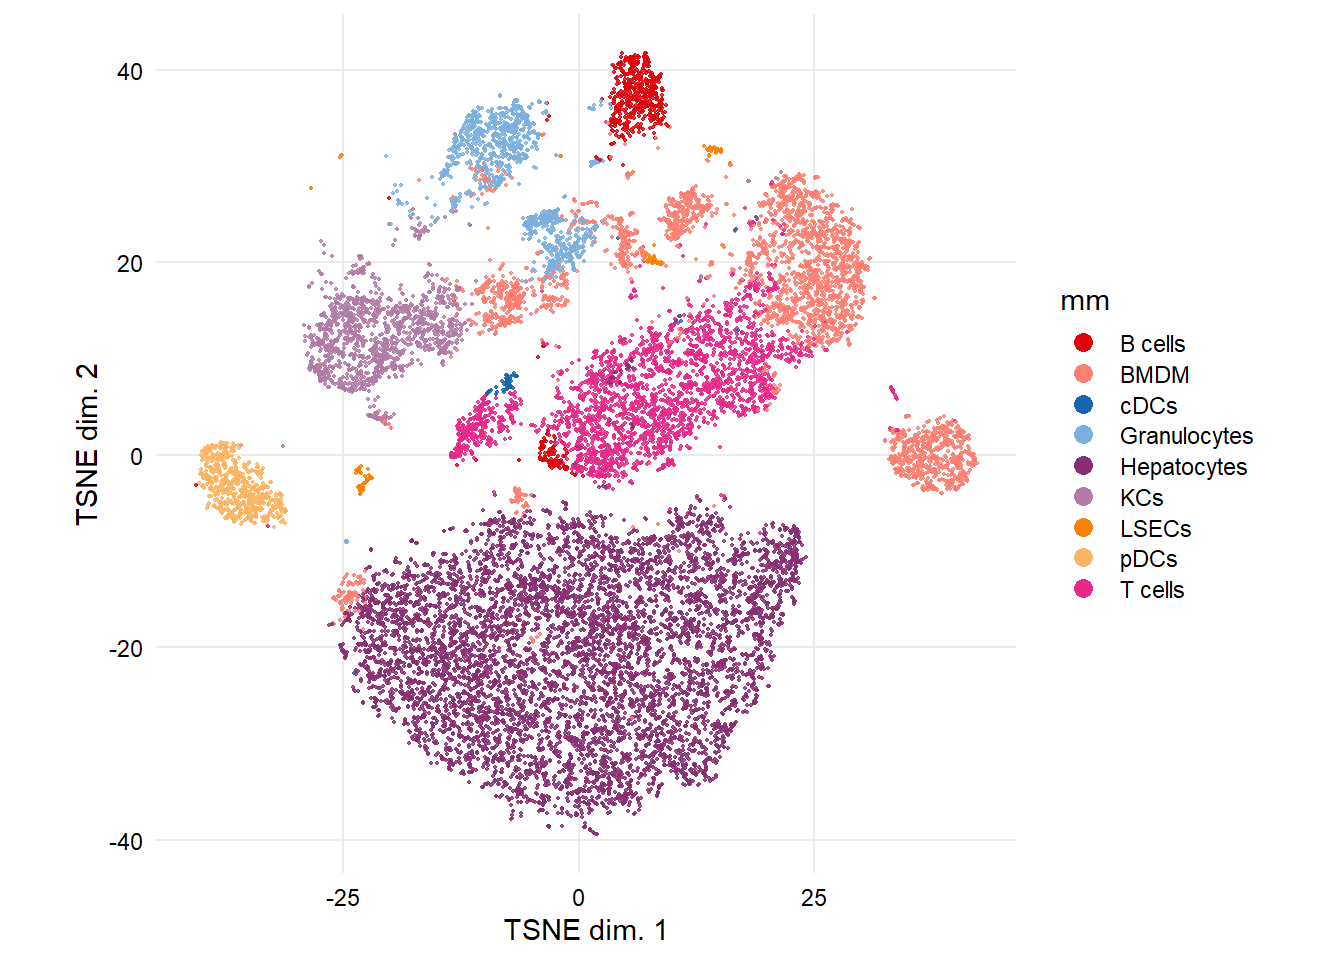 40
20
0
-20
-40
-25
0
25
TSNE dim. 1
TSNE dim. 2
mm
B cells
BMDM
cDCs
Granulocytes
Hepatocytes
KCs
LSECs
pDCs
T cells